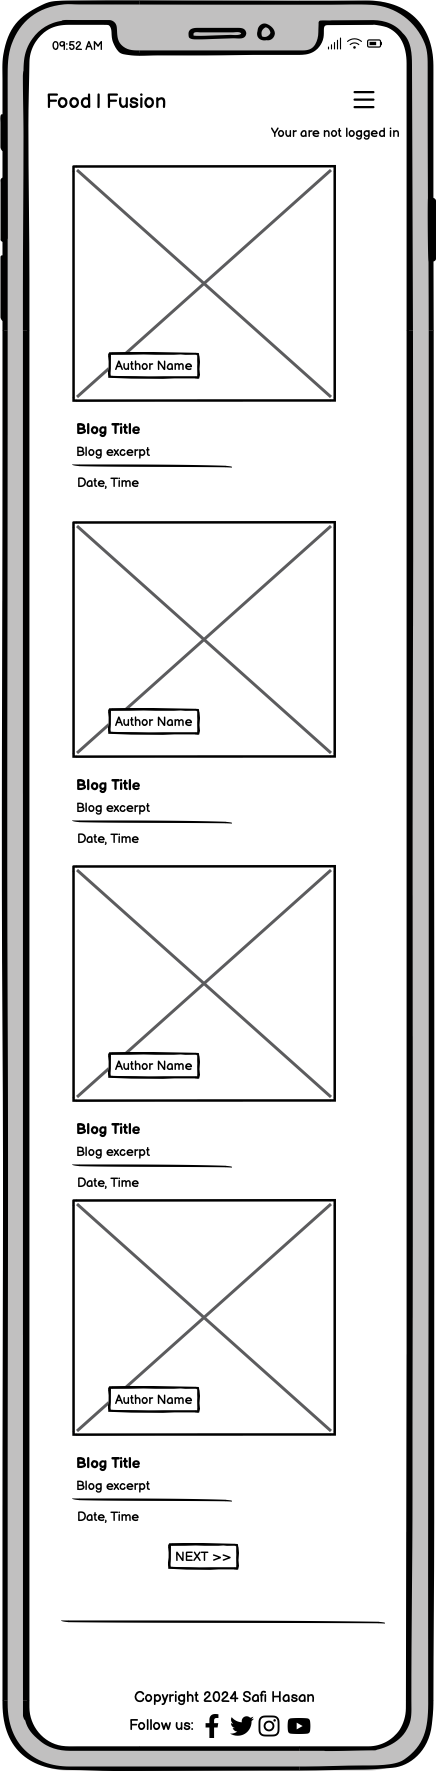 09:52 AM
Food | Fusion
Your are not logged in
Author Name
Blog Title
Blog excerpt
Date, Time
Author Name
Blog Title
Blog excerpt
Date, Time
Author Name
Blog Title
Blog excerpt
Date, Time
Author Name
Blog Title
Blog excerpt
Date, Time
NEXT >>
Copyright 2024 Safi Hasan
Follow us: